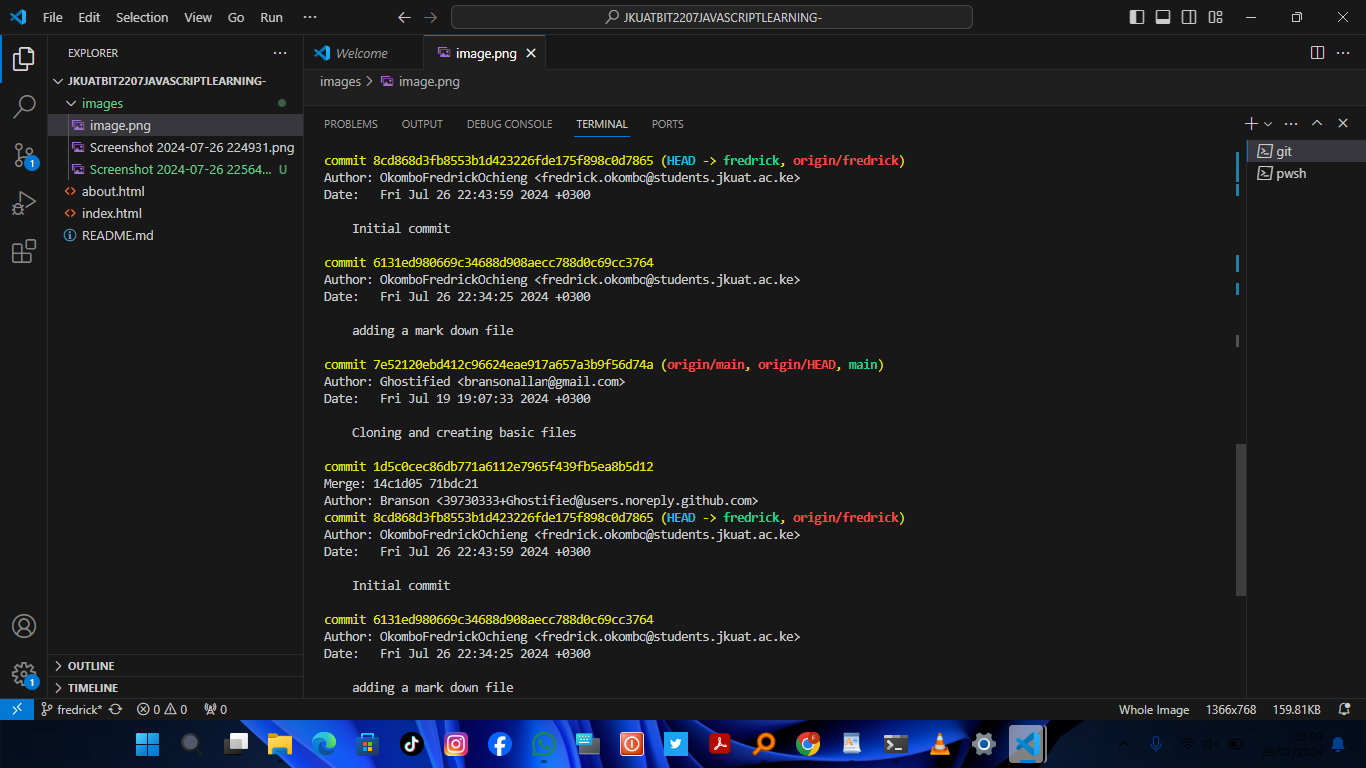 File Edit Selection View Go Run ···
JKUATBIT2207JAVASCRIPTLEARNING-
EXPLORER
JKUATBIT2207JAVASCRIPTLEARNING-
images
image.png
Screenshot 2024-07-26 224931.png
Screenshot 2024-07-26 22564... U
about.html
index.html
README.md
OUTLINE
TIMELINE
Welcome
image.png
images > image.png
PROBLEMS OUTPUT DEBUG CONSOLE TERMINAL PORTS
git
pwsh
commit 8cd868d3fb8553b1d423226fde175f898c0d7865 (HEAD -> fredrick, origin/fredrick)
Author: OkomboFredrickOchieng <fredrick.okombo@students.jkuat.ac.ke>
Date:   Fri Jul 26 22:43:59 2024 +0300
Initial commit
commit 6131ed980669c34688d908aecc788d0c69cc3764
Author: OkomboFredrickOchieng <fredrick.okombo@students.jkuat.ac.ke>
Date:   Fri Jul 26 22:34:25 2024 +0300
adding a mark down file
commit 7e52120ebd412c96624eae917a657a3b9f56d74a (origin/main, origin/HEAD, main)
Author: Ghostified <bransonallan@gmail.com>
Date:   Fri Jul 19 19:07:33 2024 +0300
Cloning and creating basic files
commit 1d5c0cec86db771a6112e7965f439fb5ea8b5d12
Merge: 14c1d05 71bdc21
Author: Branson <39730333+Ghostified@users.noreply.github.com>
commit 8cd868d3fb8553b1d423226fde175f898c0d7865 (HEAD -> fredrick, origin/fredrick)
Author: OkomboFredrickOchieng <fredrick.okombo@students.jkuat.ac.ke>
Date:   Fri Jul 26 22:43:59 2024 +0300
Initial commit
commit 6131ed980669c34688d908aecc788d0c69cc3764
Author: OkomboFredrickOchieng <fredrick.okombo@students.jkuat.ac.ke>
Date:   Fri Jul 26 22:34:25 2024 +0300
adding a mark down file
1
1
fredrick* 0 0 0
Whole Image 1366x768 159.81KB
23:09
26/07/2024